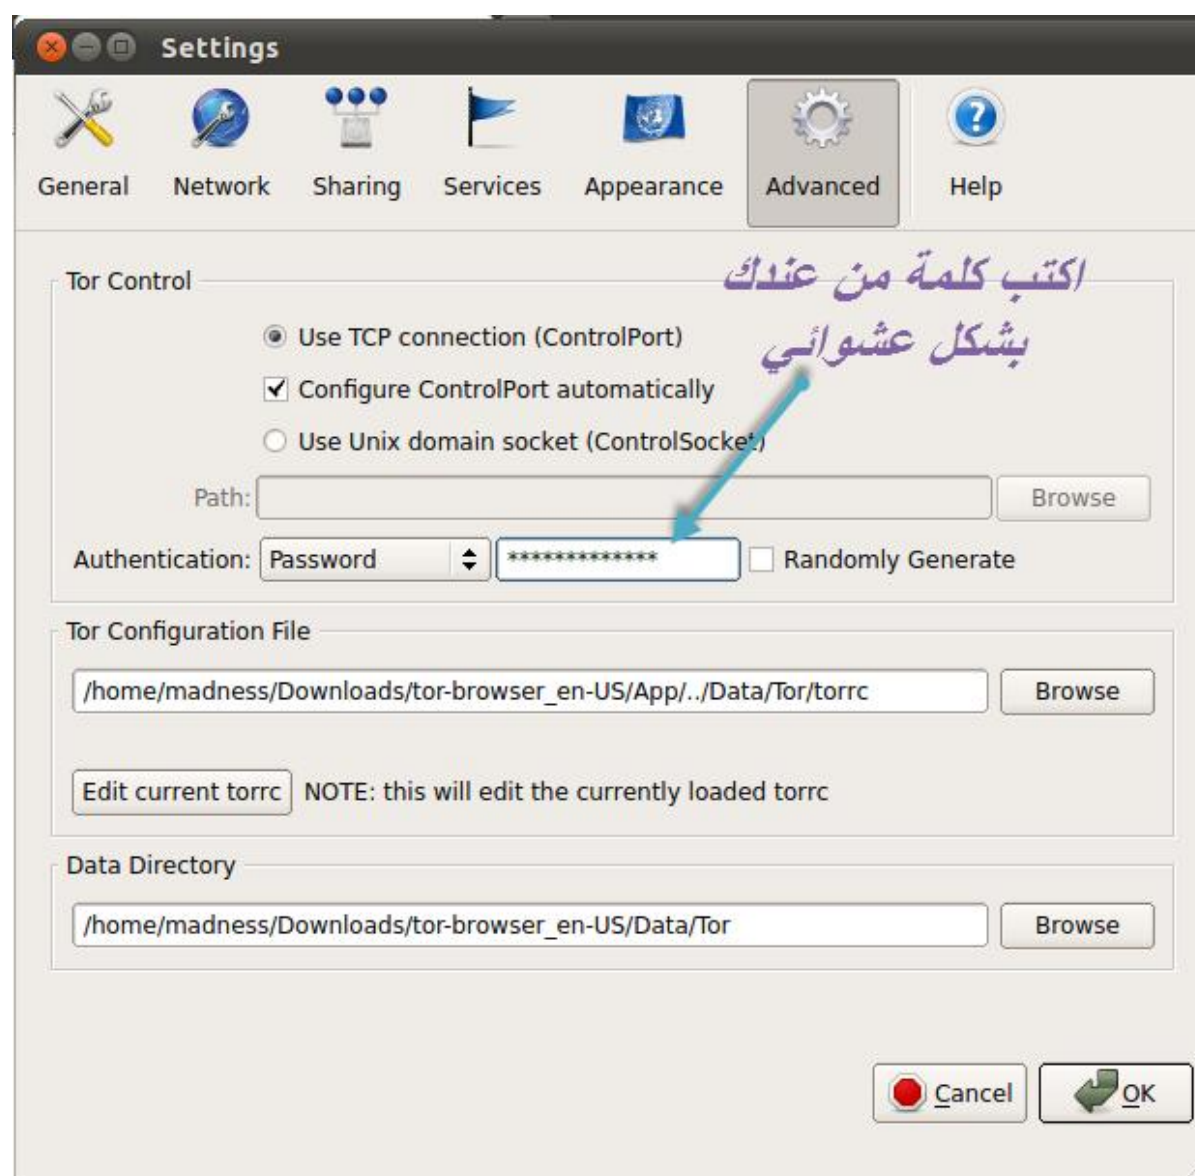 Settings
General Network Sharing Services Appearance Advanced Help
Tor Control
اكتب كلمة من عندك
بشكل عشوائي
Use TCP connection (ControlPort)
Configure ControlPort automatically
Use Unix domain socket (ControlSocket)
Path: Browse
Authentication: Password ************* Randomly Generate
Tor Configuration File
/home/madness/Downloads/tor-browser_en-US/App/../Data/Tor/torrc Browse
Edit current torrc NOTE: this will edit the currently loaded torrc
Data Directory
/home/madness/Downloads/tor-browser_en-US/Data/Tor Browse
Cancel OK